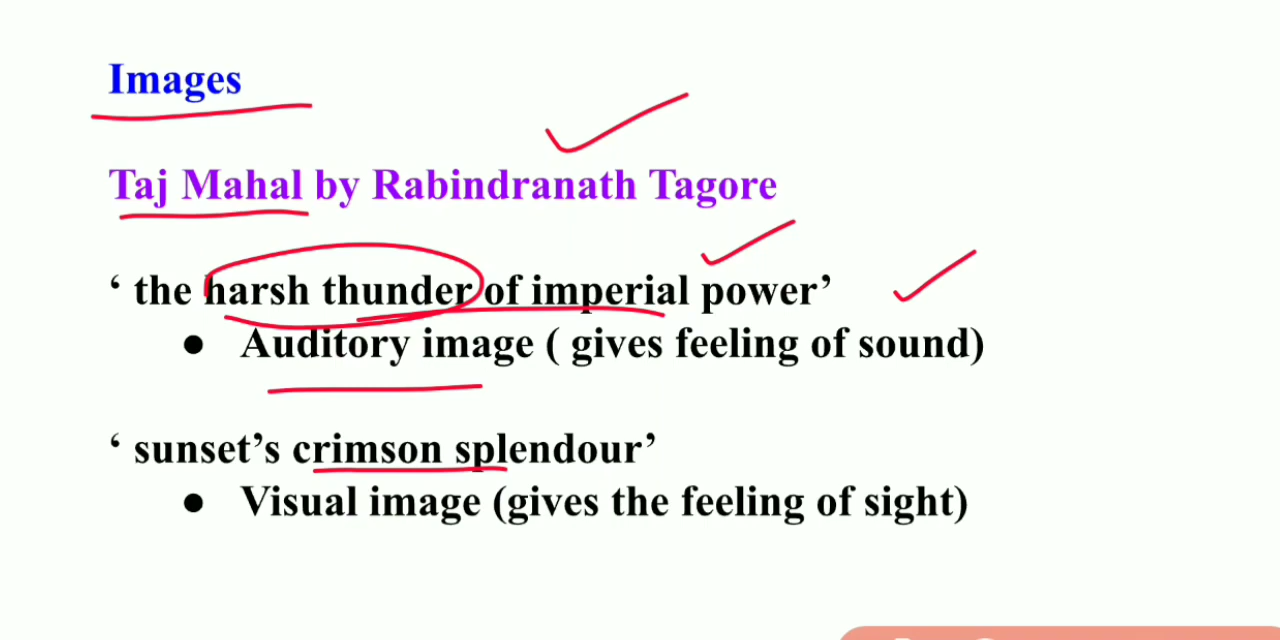 Images
Taj Mahal by Rabindranath Tagore
‘ the harsh thunder of imperial power’
● Auditory image ( gives feeling of sound)
‘ sunset’s crimson splendour’
● Visual image (gives the feeling of sight)